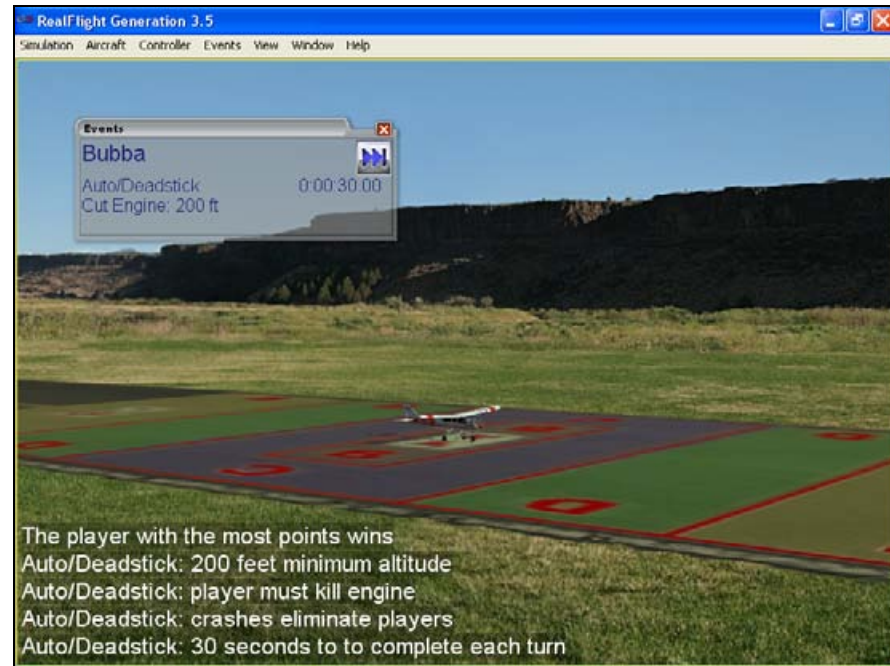 RealFlight Generation 3.5
Simulation Aircraft Controller Events View Window Help
Events
Bubba
Auto/Deadstick 0:00:30.00
Cut Engine: 200 ft
B
B
C
D
D
The player with the most points wins
Auto/Deadstick: 200 feet minimum altitude
Auto/Deadstick: player must kill engine
Auto/Deadstick: crashes eliminate players
Auto/Deadstick: 30 seconds to to complete each turn